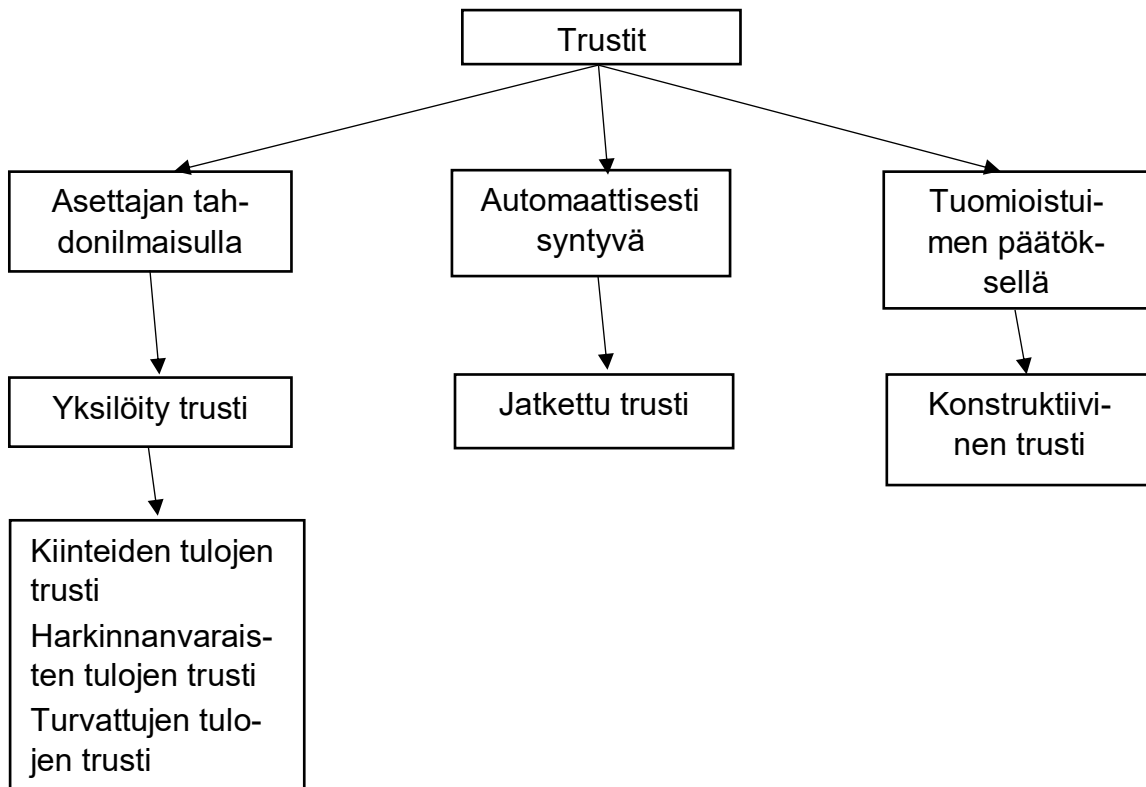 Trustit
Asettajan tah-
donilmaisulla
Automaattisesti
syntyvä
Tuomioistui-
men päätök-
sellä
Yksilöity trusti
Jatkettu trusti
Konstruktiivi-
nen trusti
Kiinteiden tulojen
trusti
Harkinnanvarais-
ten tulojen trusti
Turvattujen tulo-
jen trusti